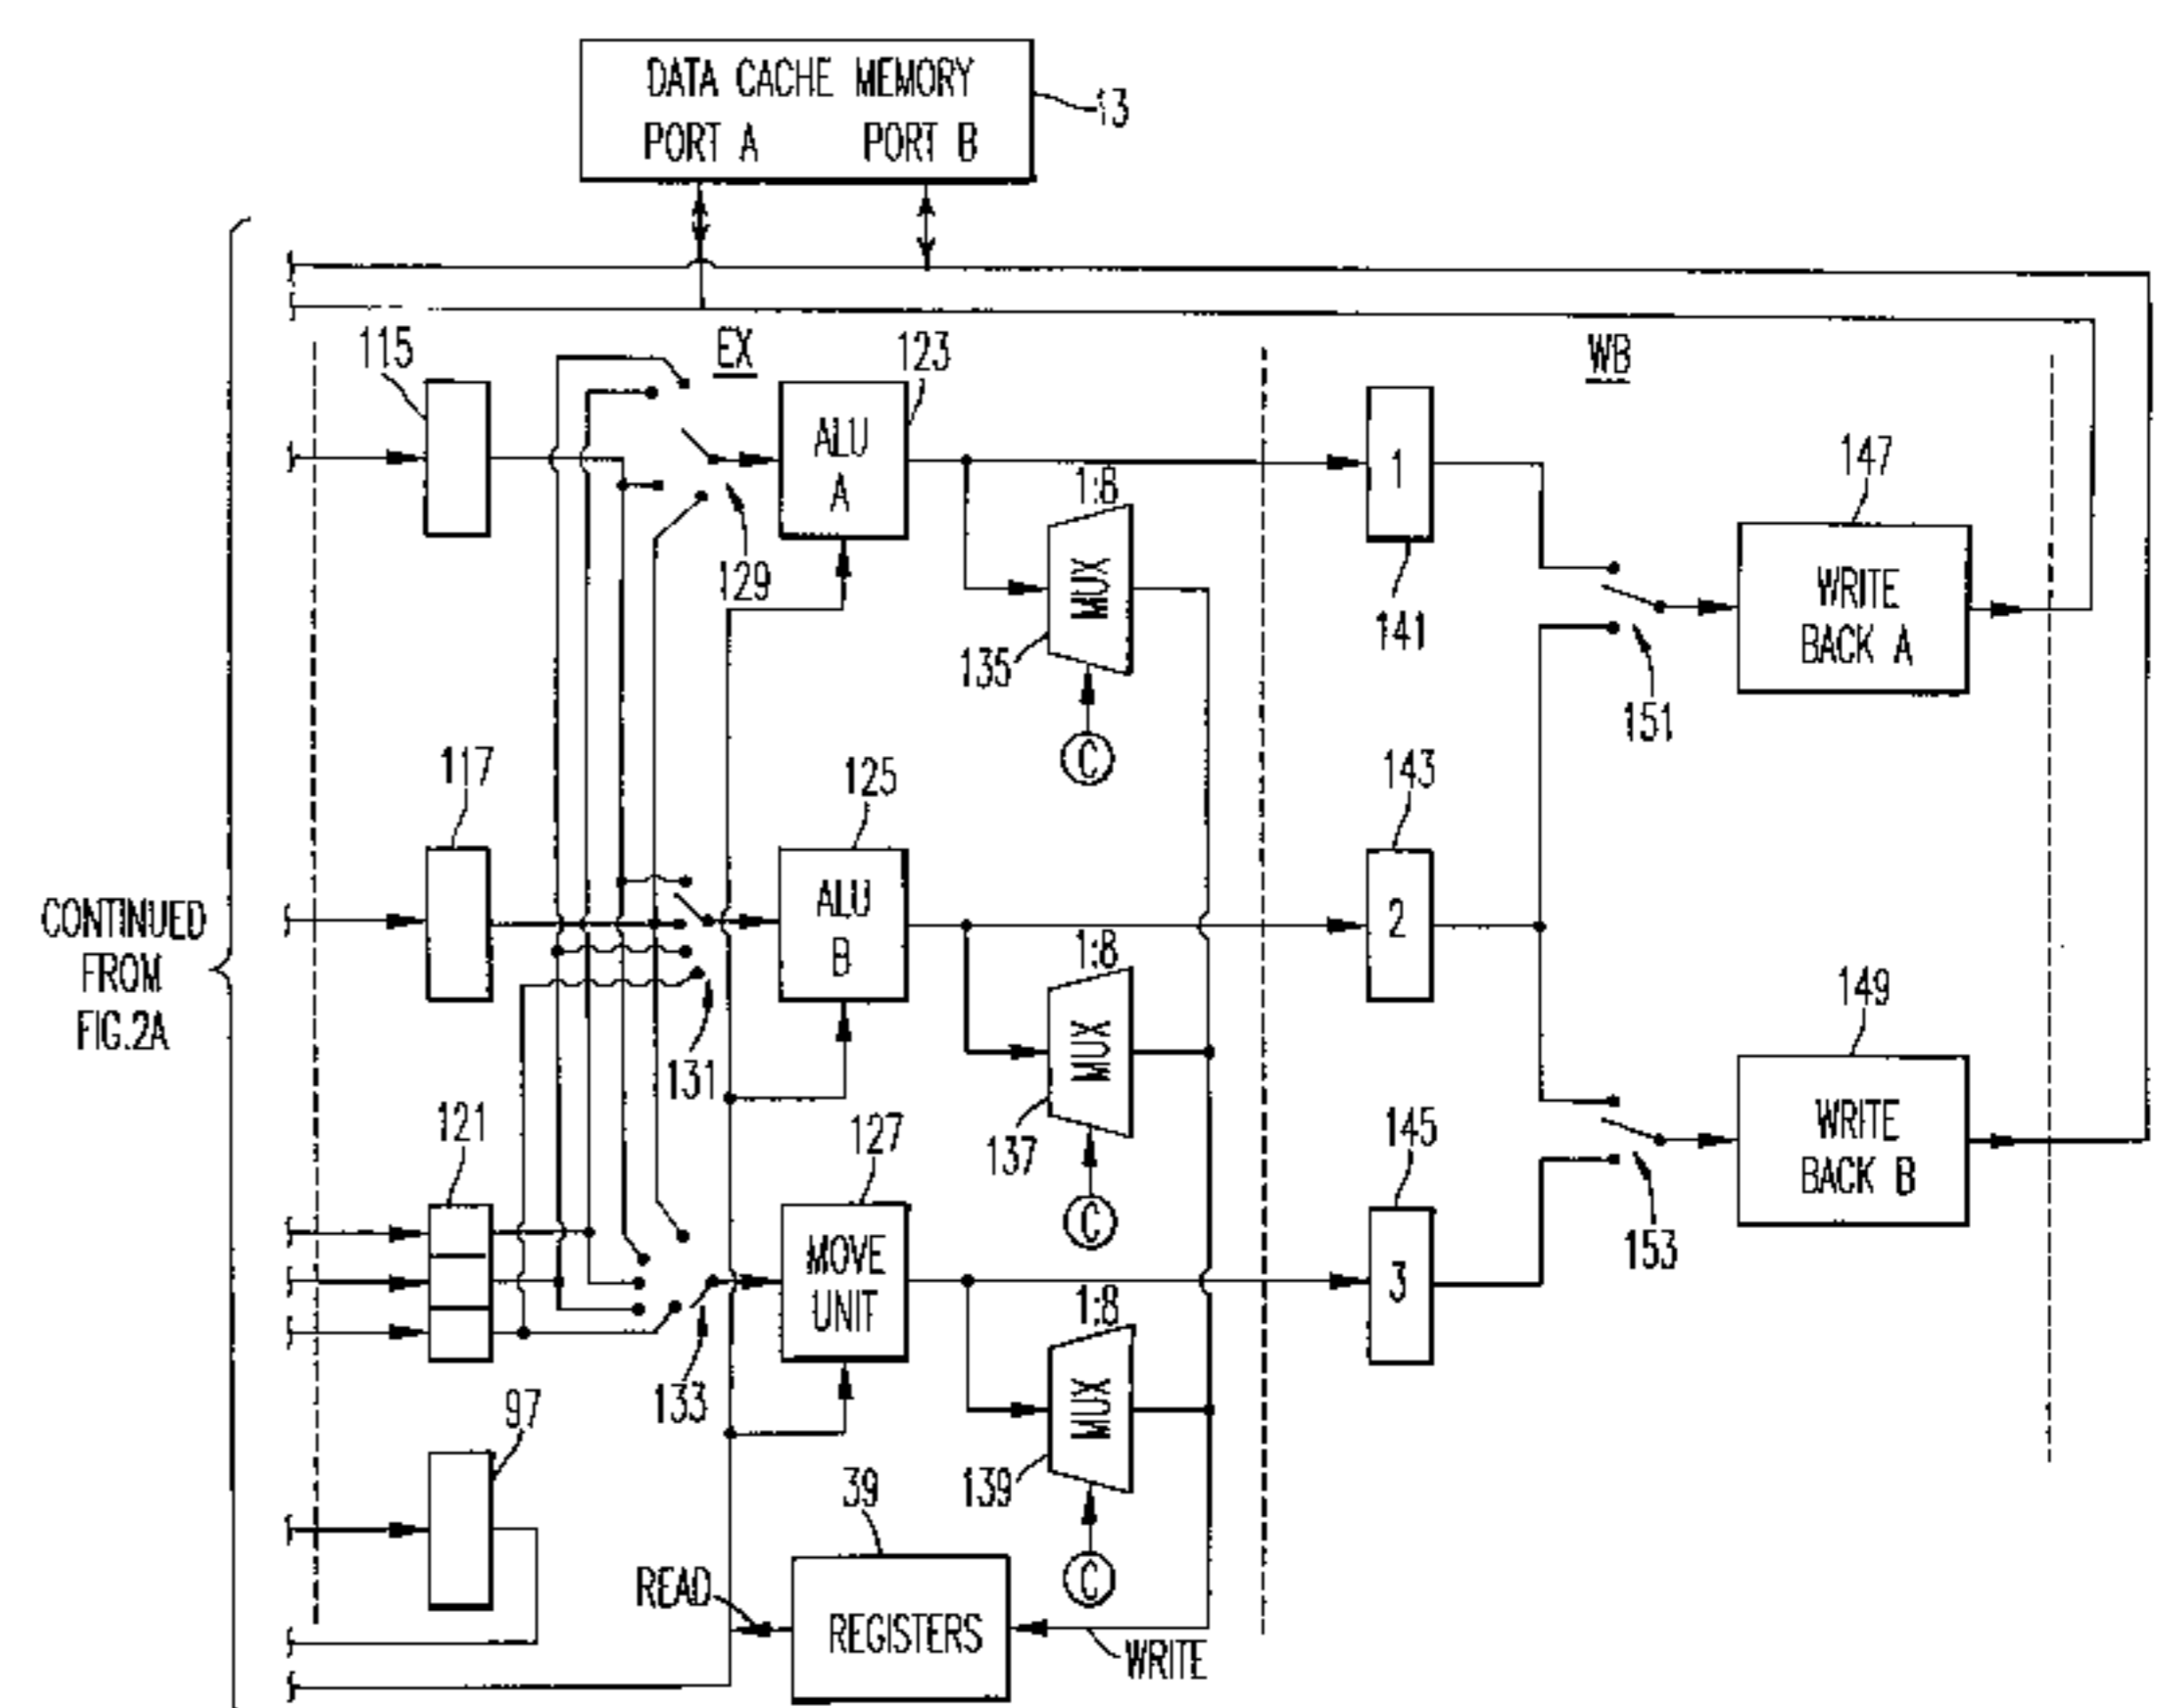 DATA CACHE MEMORY
PORT A PORT B
13
115
EX
123
WB
ALU
A
1:8
1
147
129
MUX
WRITE
BACK A
141
135
151
C
117
125
143
ALU
B
2
CONTINUED
FROM
FIG.2A
1:8
149
MUX
131
WRITE
BACK B
121
127
137
145
C
153
MOVE
UNIT
3
1:8
133
MUX
97
39
139
C
READ
REGISTERS
WRITE